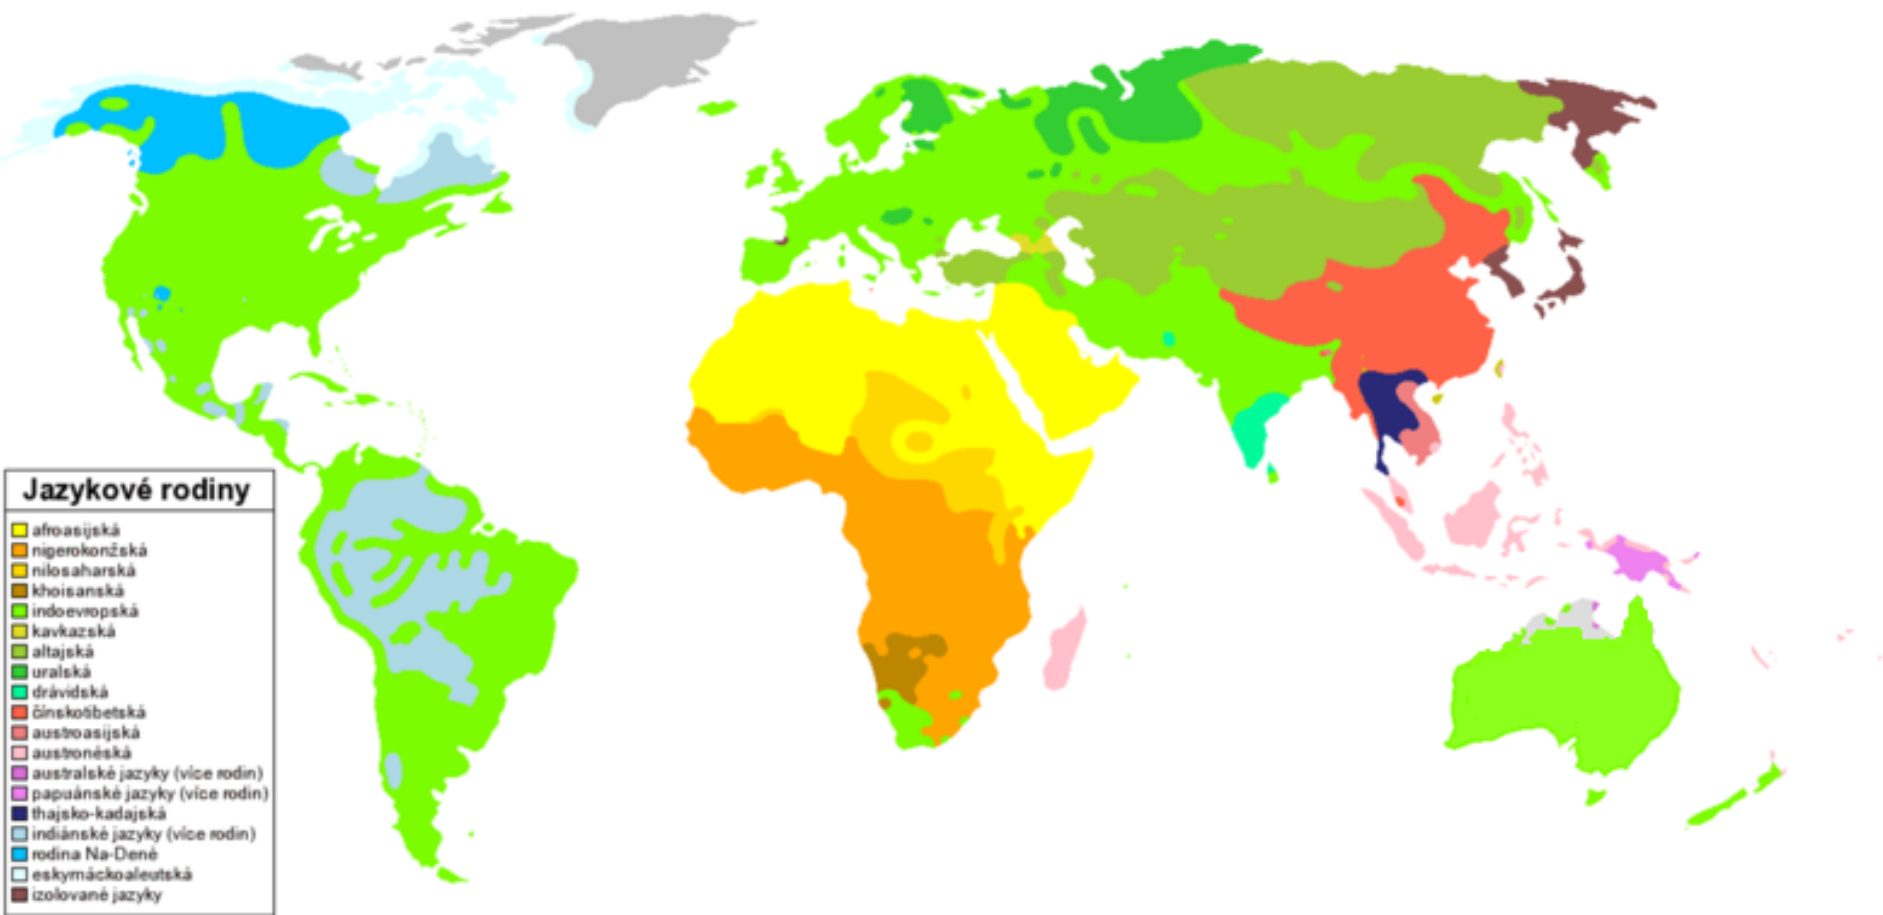 Jazykové rodiny
afroasijská
nigerokonžská
nilosaharská
khoisanská
indoevropská
kavkazská
altajská
uralská
drávidská
čínskotibetská
austroasijská
austronéská
australské jazyky (více rodin)
papuánské jazyky (více rodin)
thajsko-kadajská
indiánské jazyky (více rodin)
rodina Na-Dené
eskymáckoaleutská
izolované jazyky